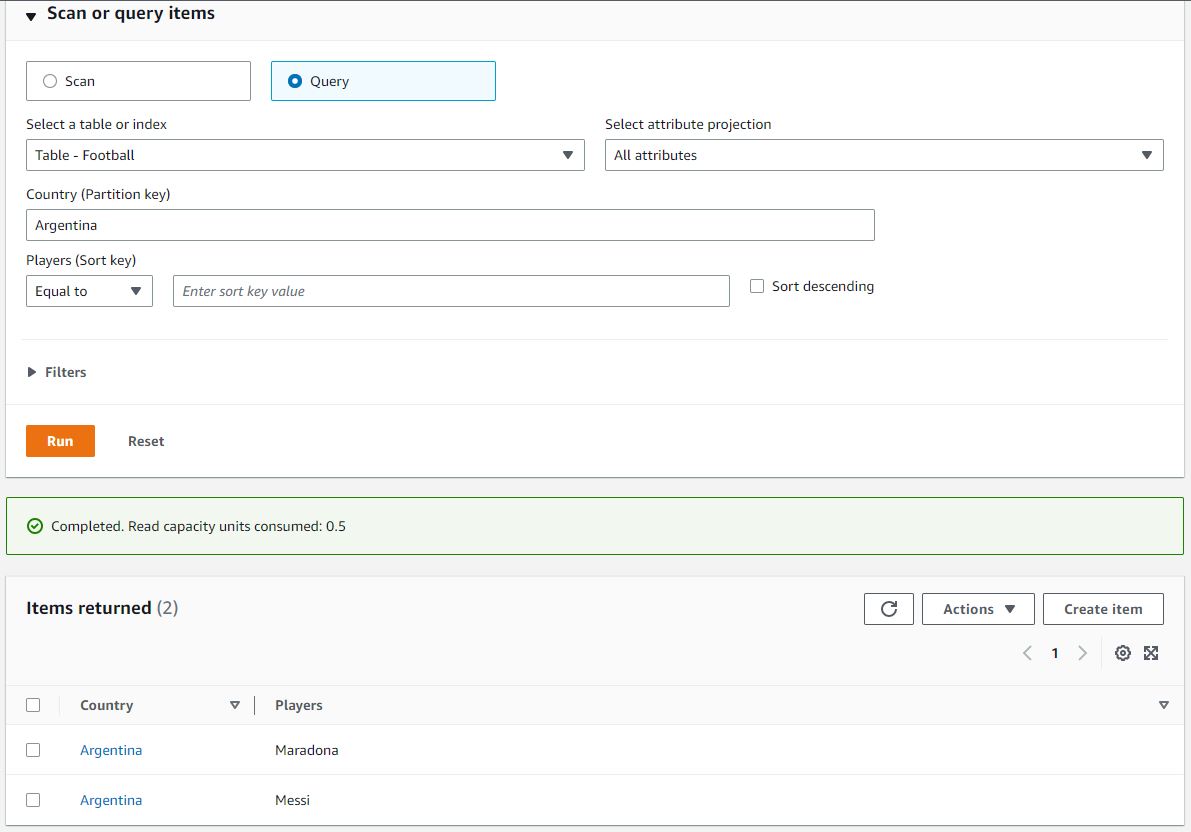 Scan or query items
Scan Query
Select a table or index Select attribute projection
Table - Football All attributes
Country (Partition key)
Argentina
Players (Sort key)
Equal to Enter sort key value Sort descending
Filters
Run Reset
Completed. Read capacity units consumed: 0.5
Items returned (2) Actions Create item
1
Country Players
Argentina Maradona
Argentina Messi